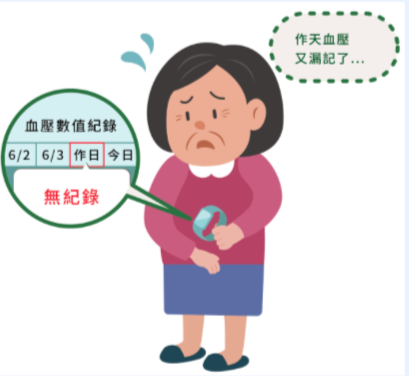 作天血壓
又漏記了...
血壓數值紀錄
6/2 6/3 作日 今日
無紀錄